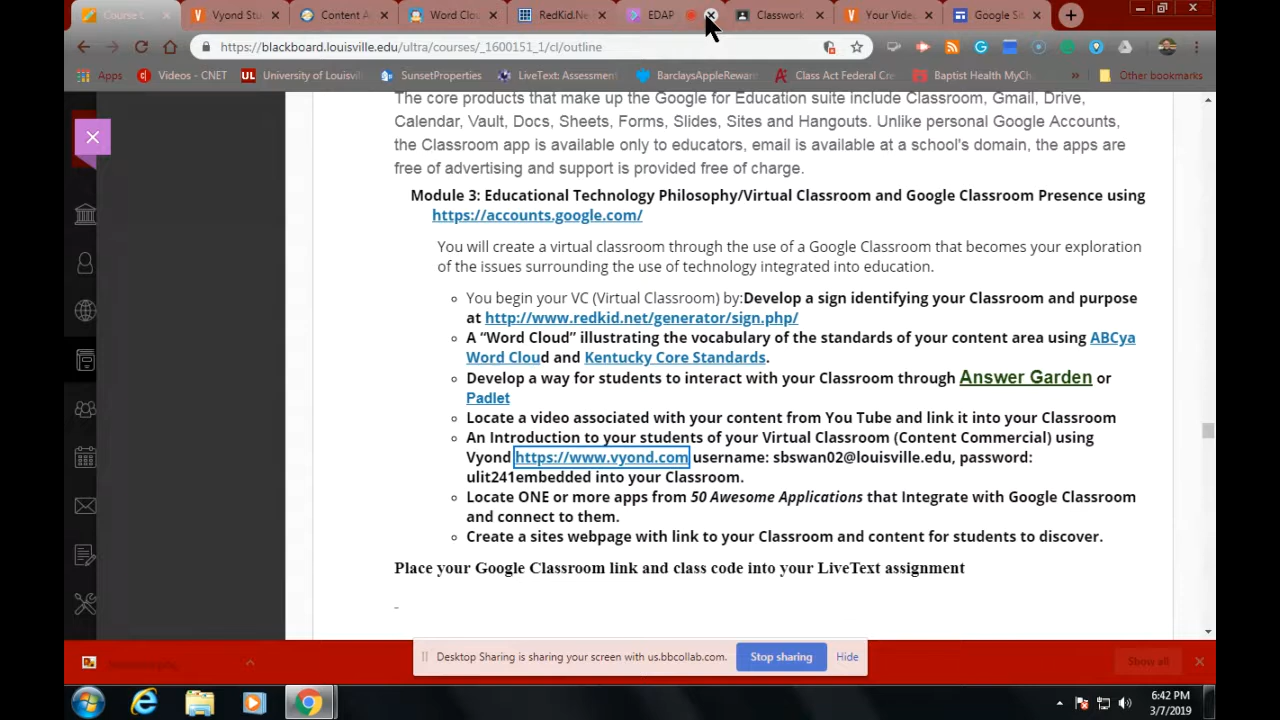 Course C
Vyond Stu
Content A
Word Clou
RedKid.Ne
EDAP
Classwork
Your Vide
Google Sit
https://blackboard.louisville.edu/ultra/courses/_1600151_1/cl/outline
Apps
Videos - CNET
University of Louisvil
SunsetProperties
LiveText: Assessment
BarclaysAppleRewar
Class Act Federal Cre
Baptist Health MyCh
»
Other bookmarks
The core products that make up the Google for Education suite include Classroom, Gmail, Drive,
Calendar, Vault, Docs, Sheets, Forms, Slides, Sites and Hangouts. Unlike personal Google Accounts,
the Classroom app is available only to educators, email is available at a school's domain, the apps are
free of advertising and support is provided free of charge.
Module 3: Educational Technology Philosophy/Virtual Classroom and Google Classroom Presence using
https://accounts.google.com/
You will create a virtual classroom through the use of a Google Classroom that becomes your exploration
of the issues surrounding the use of technology integrated into education.
You begin your VC (Virtual Classroom) by:Develop a sign identifying your Classroom and purpose
at http://www.redkid.net/generator/sign.php/
A “Word Cloud” illustrating the vocabulary of the standards of your content area using ABCya
Word Cloud and Kentucky Core Standards.
Develop a way for students to interact with your Classroom through Answer Garden or
Padlet
Locate a video associated with your content from You Tube and link it into your Classroom
An Introduction to your students of your Virtual Classroom (Content Commercial) using
Vyond https://www.vyond.com username: sbswan02@louisville.edu, password:
ulit241embedded into your Classroom.
Locate ONE or more apps from 50 Awesome Applications that Integrate with Google Classroom
and connect to them.
Create a sites webpage with link to your Classroom and content for students to discover.
Place your Google Classroom link and class code into your LiveText assignment
-
Desktop Sharing is sharing your screen with us.bbcollab.com.
Stop sharing
Hide
Show all
6:42 PM
3/7/2019